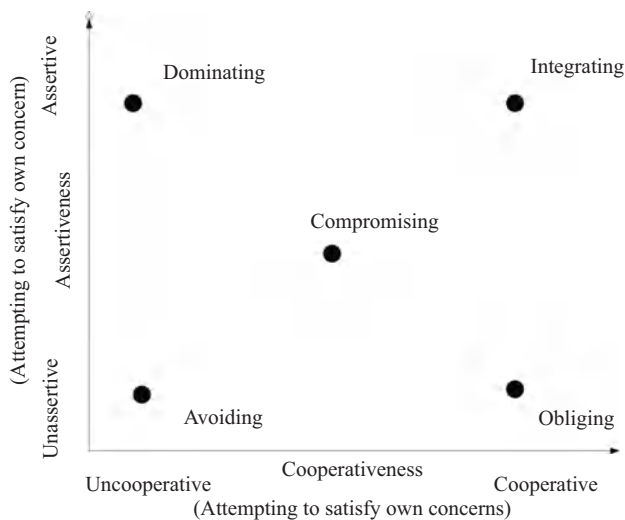 Dominating
Integrating
Compromising
Avoiding
Obliging
Assertive
Assertiveness
Unassertive
(Attempting to satisfy own concern)
Cooperativeness
Uncooperative
Cooperative
(Attempting to satisfy own concerns)